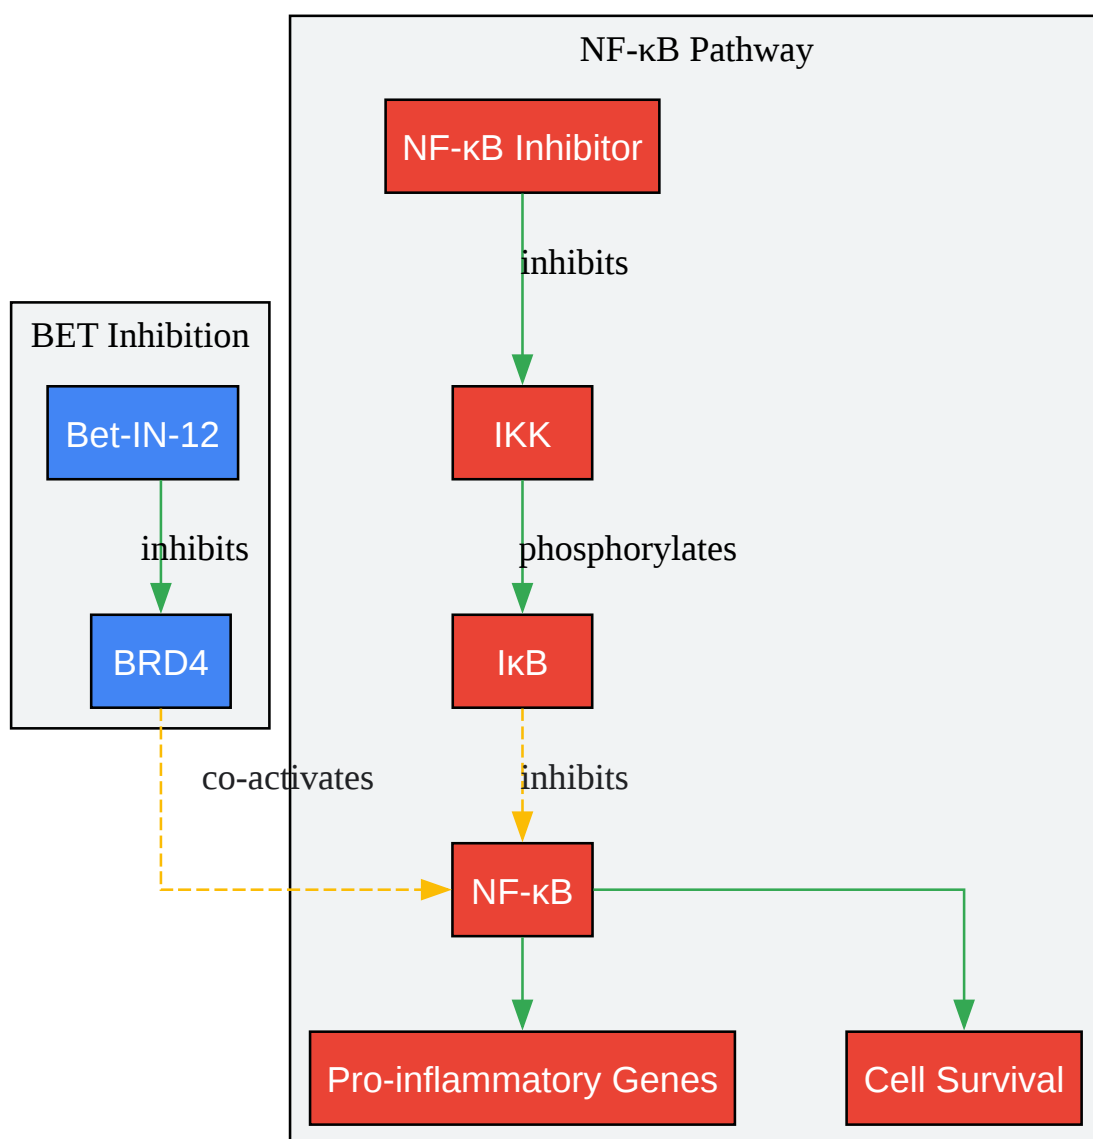 NF-κB Pathway
NF-κB Inhibitor
inhibits
BET Inhibition
Bet-IN-12
IKK
inhibits
phosphorylates
BRD4
IκB
co-activates
inhibits
NF-κB
Pro-inflammatory Genes
Cell Survival